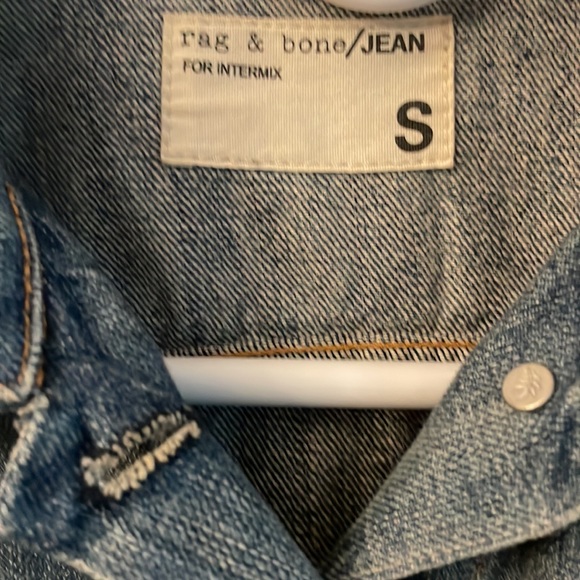 rag & bone/JEAN
FOR INTERMIX
S